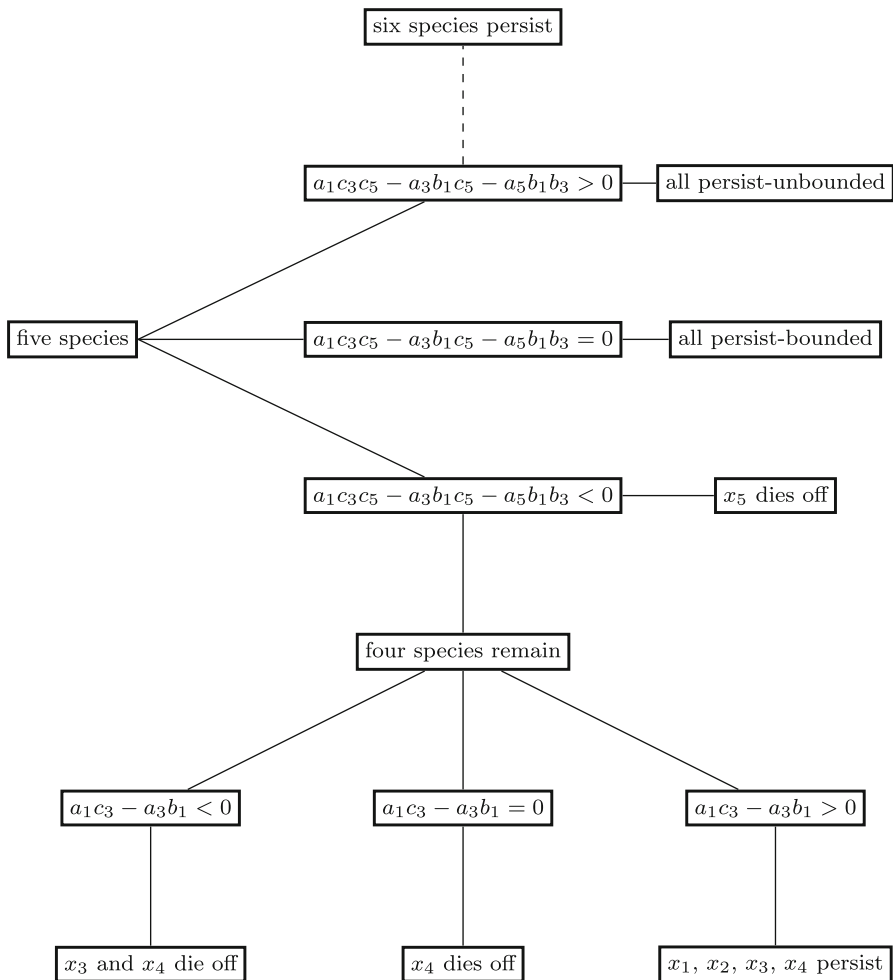 six species persist
a₁c₃c₅ − a₃b₁c₅ − a₅b₁b₃ > 0
all persist-unbounded
five species
a₁c₃c₅ − a₃b₁c₅ − a₅b₁b₃ = 0
all persist-bounded
a₁c₃c₅ − a₃b₁c₅ − a₅b₁b₃ < 0
x₅ dies off
four species remain
a₁c₃ − a₃b₁ < 0
a₁c₃ − a₃b₁ = 0
a₁c₃ − a₃b₁ > 0
x₃ and x₄ die off
x₄ dies off
x₁, x₂, x₃, x₄ persist